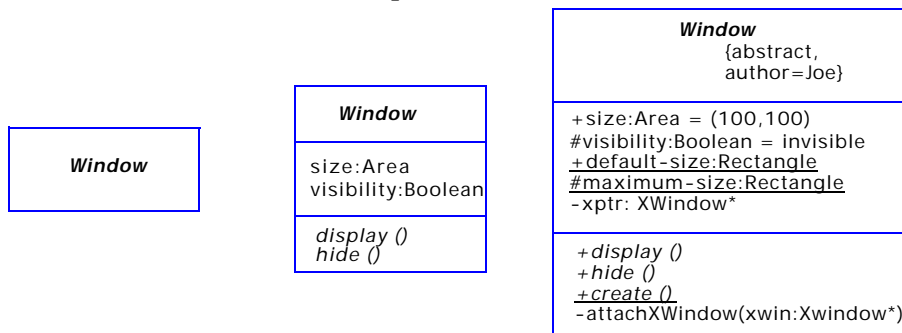 Window
Window
size:Area
visibility:Boolean
display ()
hide ()
Window
{abstract,
author=Joe}
+size:Area = (100,100)
#visibility:Boolean = invisible
+default-size:Rectangle
#maximum-size:Rectangle
-xptr: XWindow*
+display ()
+hide ()
+create ()
-attachXWindow(xwin:Xwindow*)